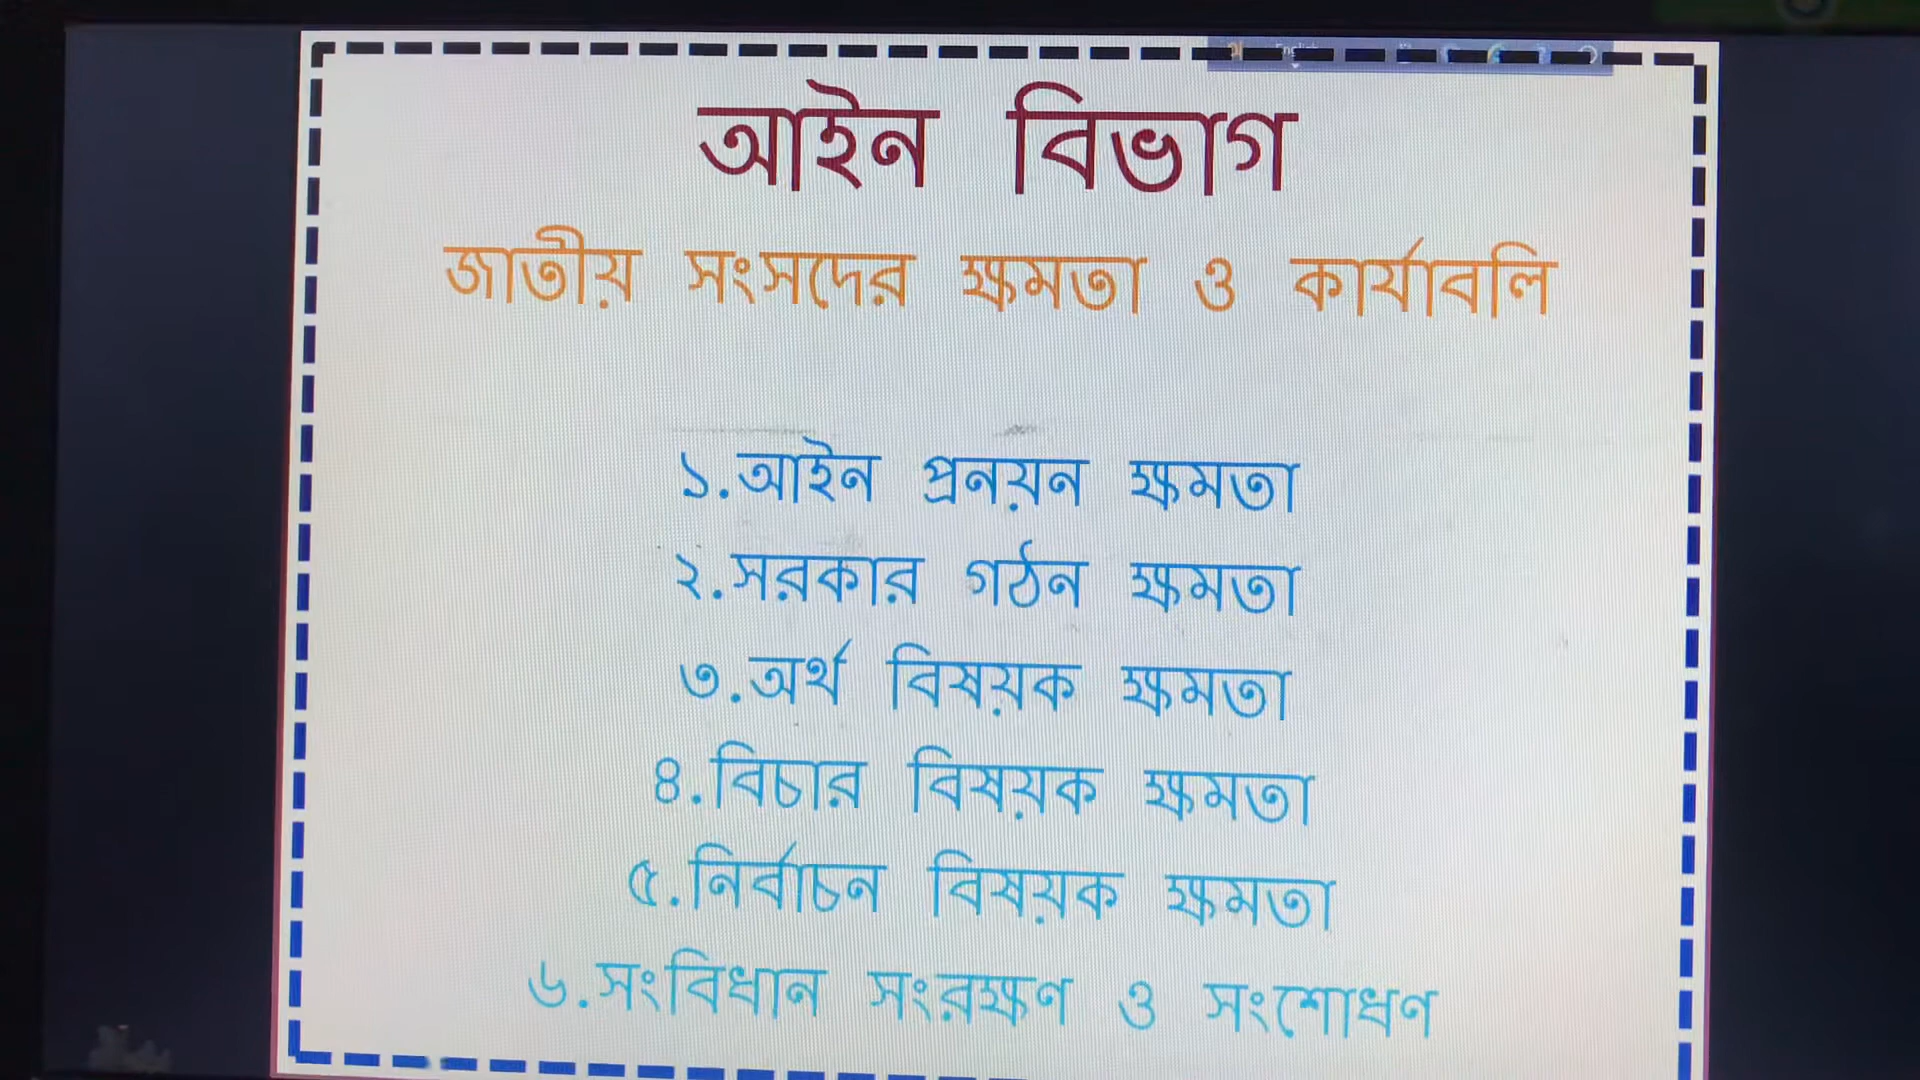 আইন বিভাগ
জাতীয় সংসদের ক্ষমতা ও কার্যাবলি
১.আইন প্রনয়ন ক্ষমতা
২.সরকার গঠন ক্ষমতা
৩.অর্থ বিষয়ক ক্ষমতা
৪.বিচার বিষয়ক ক্ষমতা
৫.নির্বাচন বিষয়ক ক্ষমতা
৬.সংবিধান সংরক্ষণ ও সংশোধণ